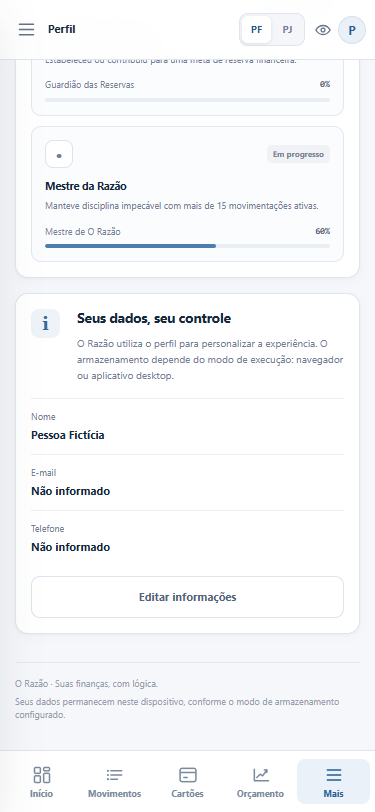 Perfil
PF
PJ
P
Estabeleceu ou contribuiu para uma meta de reserva financeira.
Guardião das Reservas
0%
Em progresso
Mestre da Razão
Manteve disciplina impecável com mais de 15 movimentações ativas.
Mestre de O Razão
60%
Seus dados, seu controle
O Razão utiliza o perfil para personalizar a experiência. O
armazenamento depende do modo de execução: navegador
ou aplicativo desktop.
Nome
Pessoa Fictícia
E-mail
Não informado
Telefone
Não informado
Editar informações
O Razão · Suas finanças, com lógica.
Seus dados permanecem neste dispositivo, conforme o modo de armazenamento
configurado.
Início
Movimentos
Cartões
Orçamento
Mais